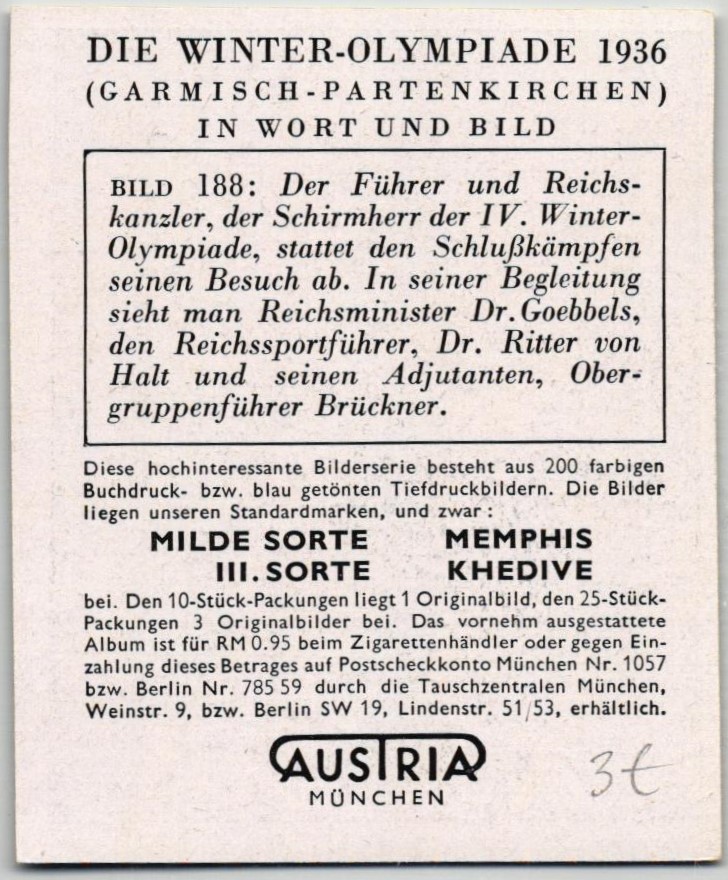 DIE WINTER-OLYMPIADE 1936
(GARMISCH-PARTENKIRCHEN)
IN WORT UND BILD
BILD 188: Der Führer und Reichs-
kanzler, der Schirmherr der IV. Winter-
Olympiade, stattet den Schlußkämpfen
seinen Besuch ab. In seiner Begleitung
sieht man Reichsminister Dr. Goebbels,
den Reichssportführer, Dr. Ritter von
Halt und seinen Adjutanten, Ober-
gruppenführer Brückner.
Diese hochinteressante Bilderserie besteht aus 200 farbigen
Buchdruck- bzw. blau getönten Tiefdruckbildern. Die Bilder
liegen unseren Standardmarken, und zwar:
MILDE SORTE MEMPHIS
III. SORTE KHEDIVE
bei. Den 10-Stück-Packungen liegt 1 Originalbild, den 25-Stück-
Packungen 3 Originalbilder bei. Das vornehm ausgestattete
Album ist für RM 0.95 beim Zigarettenhändler oder gegen Ein-
zahlung dieses Betrages auf Postscheckkonto München Nr. 1057
bzw. Berlin Nr. 785 59 durch die Tauschzentralen München,
Weinstr. 9, bzw. Berlin SW 19, Lindenstr. 51/53, erhältlich.
AUSTRIA
MÜNCHEN